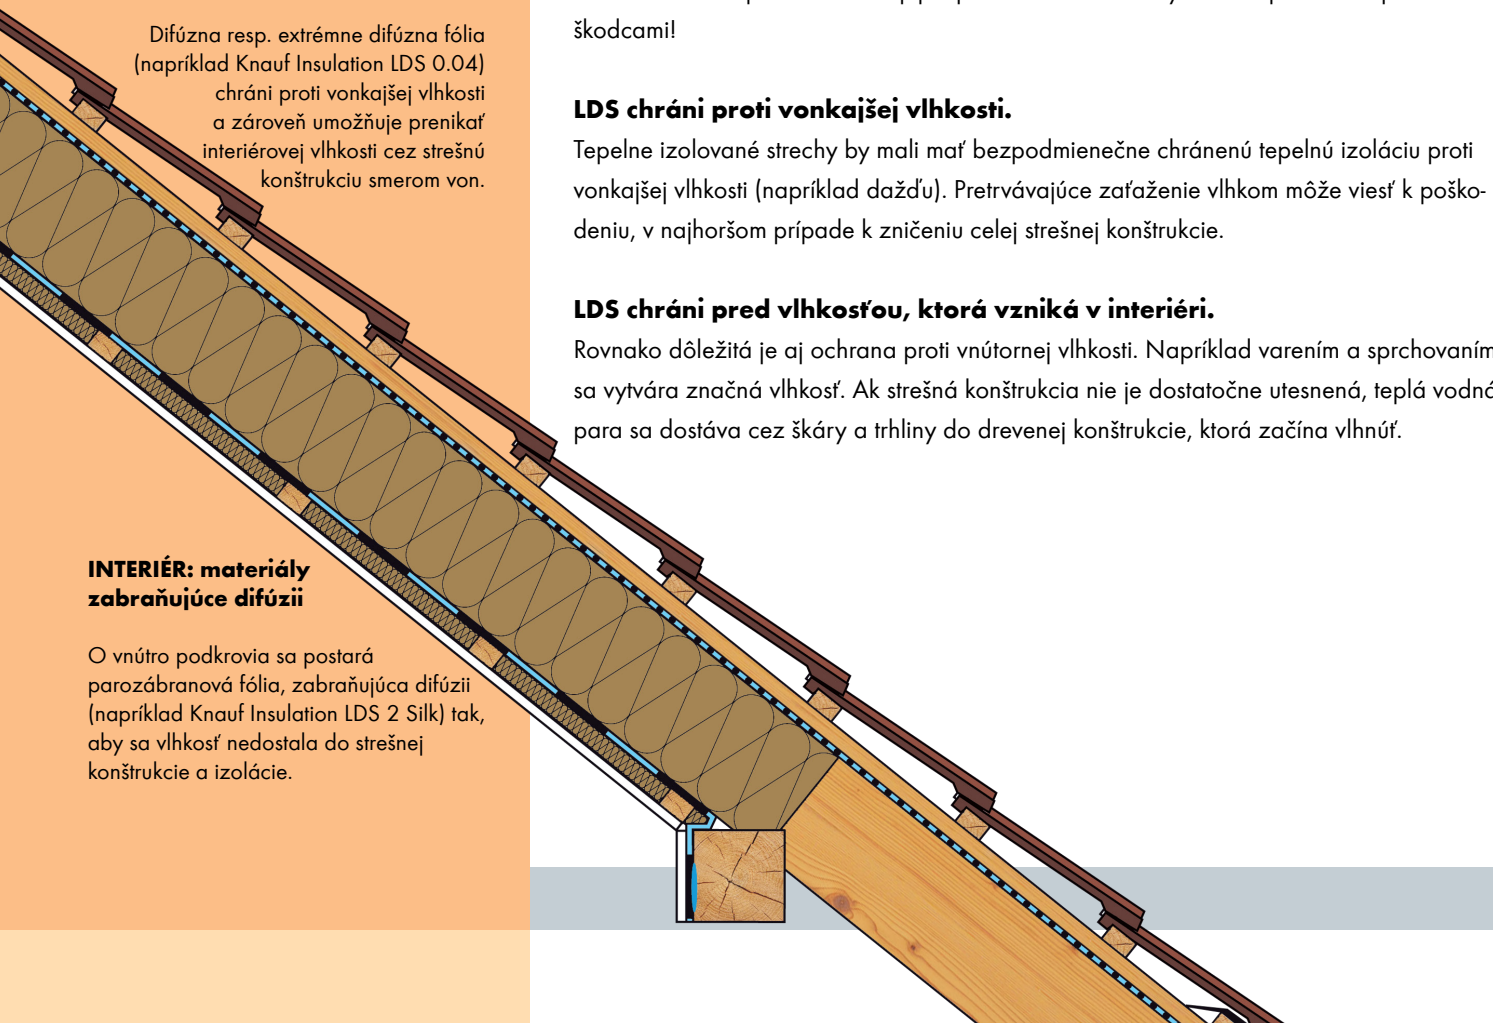 Difúzna resp. extrémne difúzna fólia
(napríklad Knauf Insulation LDS 0.04)
chráni proti vonkajšej vlhkosti
a zároveň umožňuje prenikať
interiérovej vlhkosti cez strešnú
konštrukciu smerom von.
INTERIÉR: materiály
zabraňujúce difúzii
O vnútro podkrovia sa postará
parozábranová fólia, zabraňujúca difúzii
(napríklad Knauf Insulation LDS 2 Silk) tak,
aby sa vlhkosť nedostala do strešnej
konštrukcie a izolácie.
škodcami!
LDS chráni proti vonkajšej vlhkosti.
Tepelne izolované strechy by mali mať bezpodmienečne chránenú tepelnú izoláciu proti
vonkajšej vlhkosti (napríklad dažďu). Pretrvávajúce zaťaženie vlhkom môže viesť k poško-
deniu, v najhoršom prípade k zničeniu celej strešnej konštrukcie.
LDS chráni pred vlhkosťou, ktorá vzniká v interiéri.
Rovnako dôležitá je aj ochrana proti vnútornej vlhkosti. Napríklad varením a sprchovaním
sa vytvára značná vlhkosť. Ak strešná konštrukcia nie je dostatočne utesnená, teplá vodná
para sa dostáva cez škáry a trhliny do drevenej konštrukcie, ktorá začína vlhnúť.